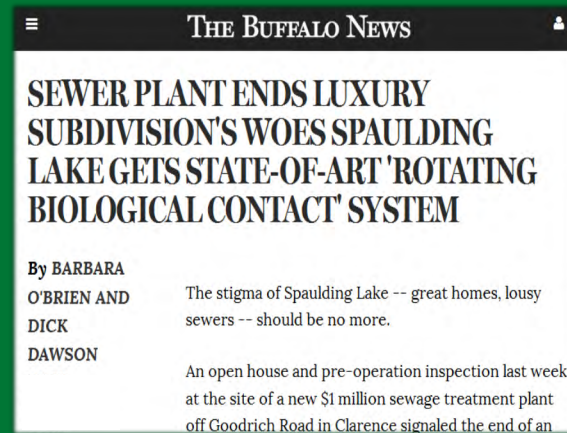 THE BUFFALO NEWS
SEWER PLANT ENDS LUXURY
SUBDIVISION'S WOES SPAULDING
LAKE GETS STATE-OF-ART 'ROTATING
BIOLOGICAL CONTACT' SYSTEM
By BARBARA
O'BRIEN AND
DICK
DAWSON
The stigma of Spaulding Lake -- great homes, lousy
sewers -- should be no more.
An open house and pre-operation inspection last week
at the site of a new $1 million sewage treatment plant
off Goodrich Road in Clarence signaled the end of an